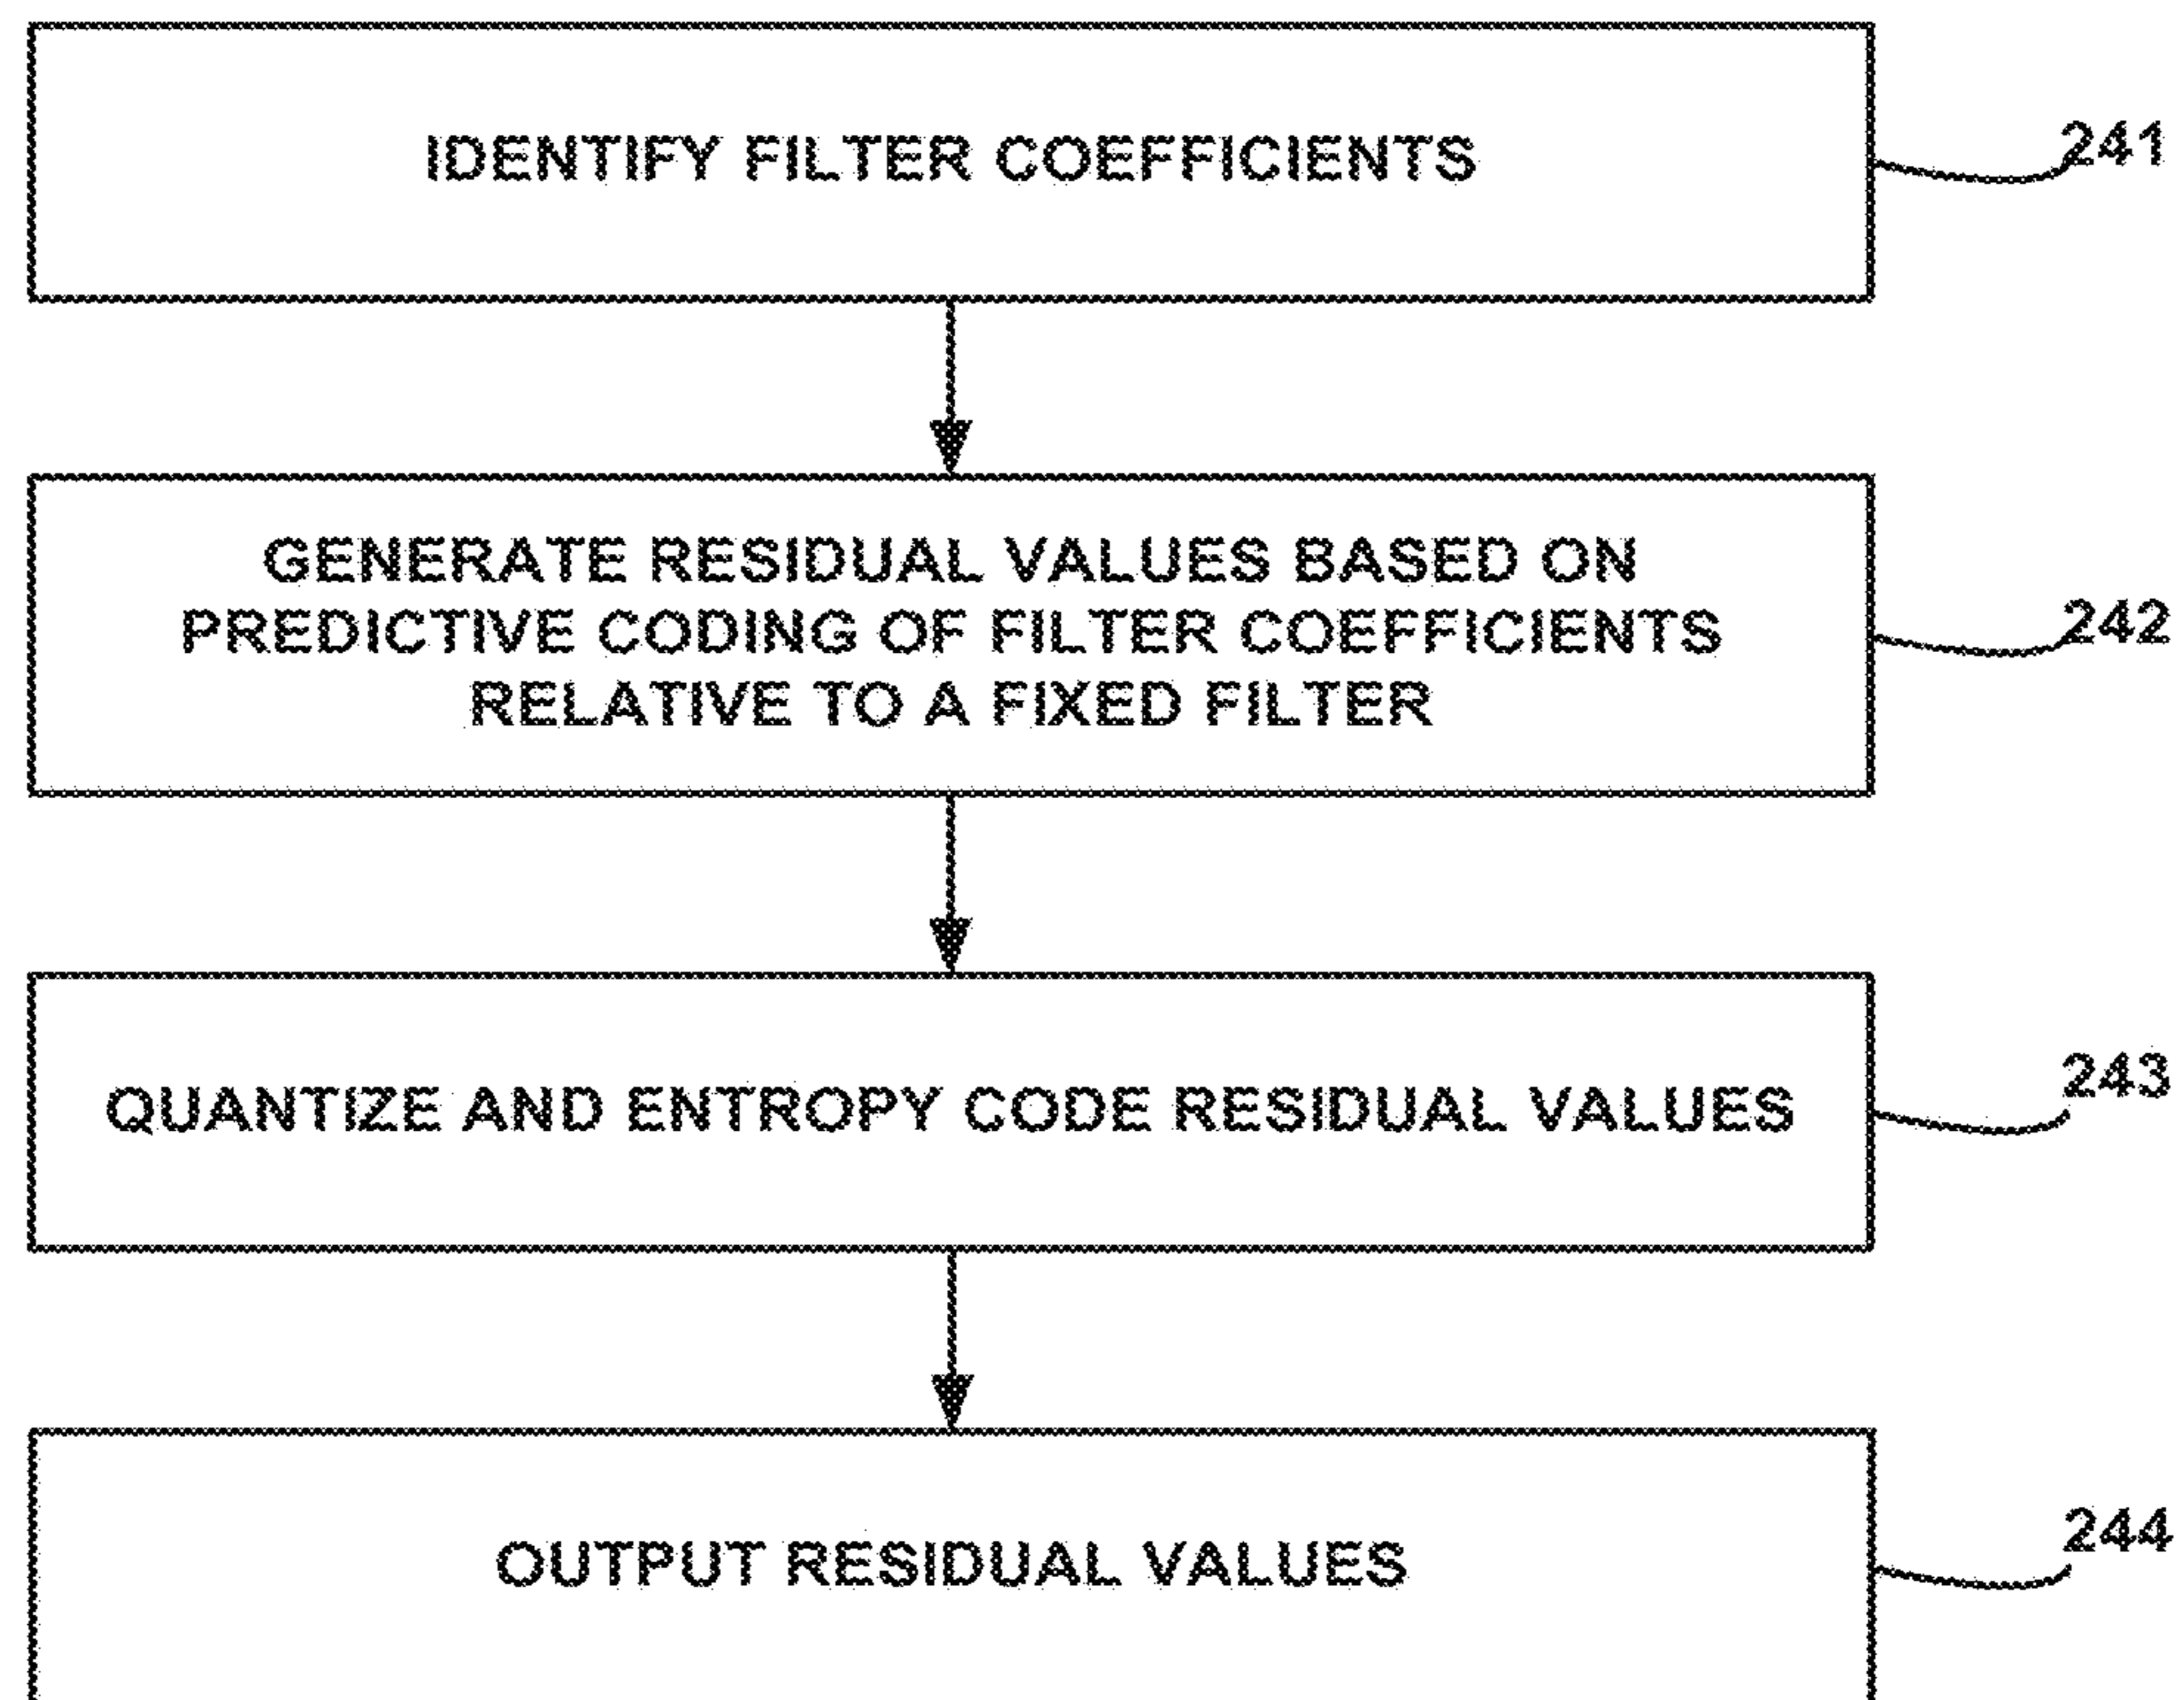 IDENTIFY FILTER COEFFICIENTS
241
GENERATE RESIDUAL VALUES BASED ON
PREDICTIVE CODING OF FILTER COEFFICIENTS
RELATIVE TO A FIXED FILTER
242
QUANTIZE AND ENTROPY CODE RESIDUAL VALUES
243
OUTPUT RESIDUAL VALUES
244